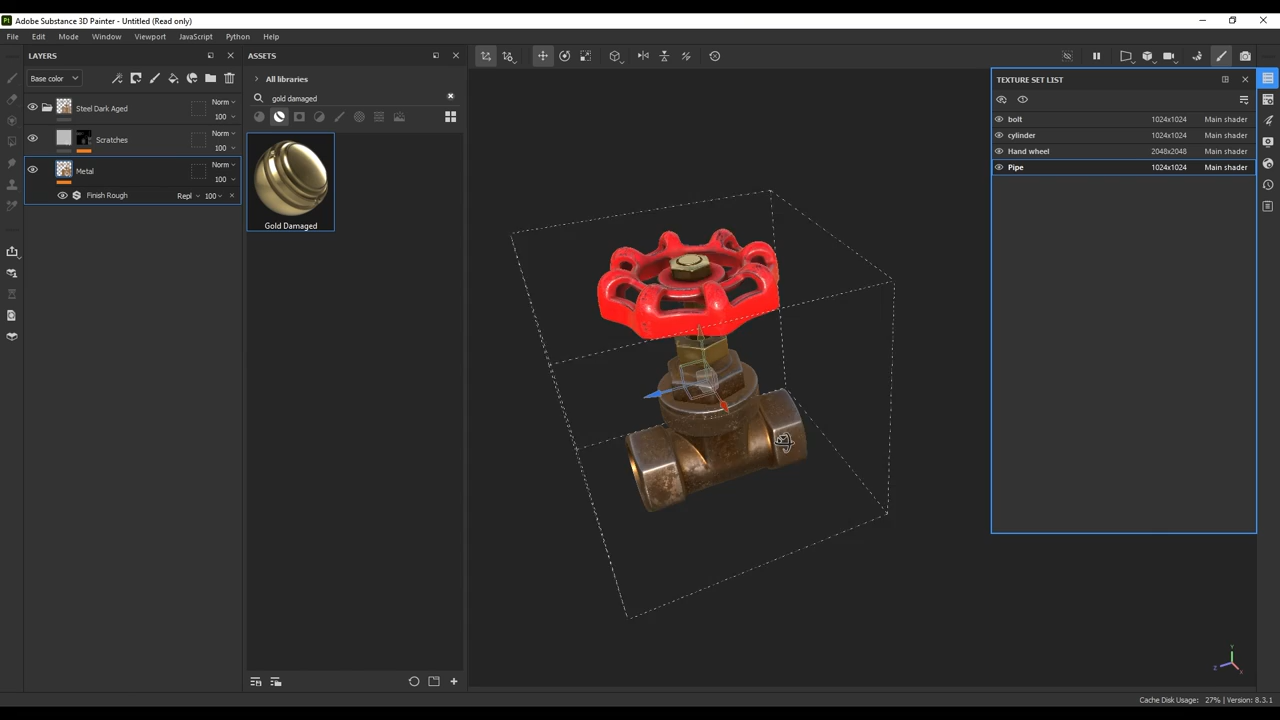 Pt Adobe Substance 3D Painter - Untitled (Read only)
File Edit Mode Window Viewport JavaScript Python Help
LAYERS
Base color
Steel Dark Aged Norm 100
Scratches Norm 100
Metal Norm 100
Finish Rough Repl 100
ASSETS
All libraries
gold damaged
Gold Damaged
TEXTURE SET LIST
bolt 1024x1024 Main shader
cylinder 1024x1024 Main shader
Hand wheel 2048x2048 Main shader
Pipe 1024x1024 Main shader
Y
Z X
Cache Disk Usage: 27% | Version: 8.3.1